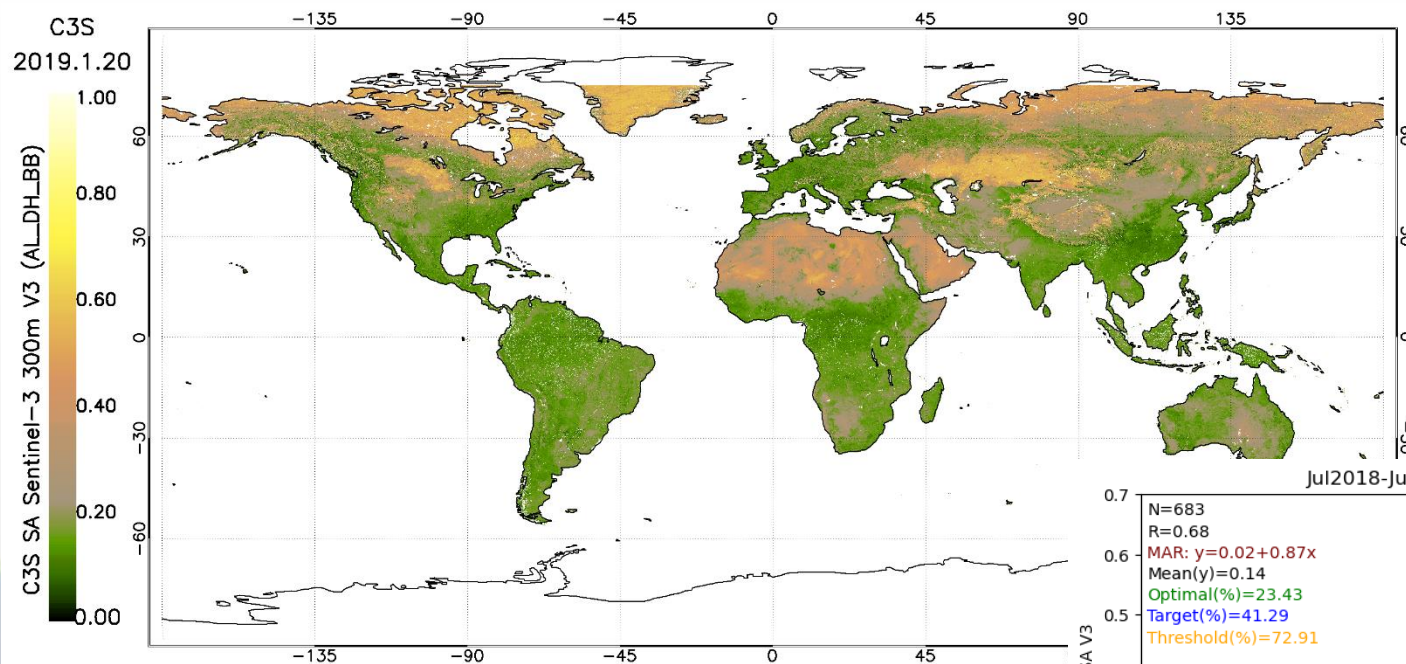 C3S
2019.1.20
C3S SA Sentinel-3 300m V3 (AL_DH_BB)
1.00
0.80
0.60
0.40
0.20
0.00
-135 -90 -45 0 45 90 135
60
30
0
-30
-60
-135 -90 -45 0 45
Jul2018-Ju
0.7
0.6
0.5
N=683
R=0.68
MAR: y=0.02+0.87x
Mean(y)=0.14
Optimal(%)=23.43
Target(%)=41.29
Threshold(%)=72.91
SA V3